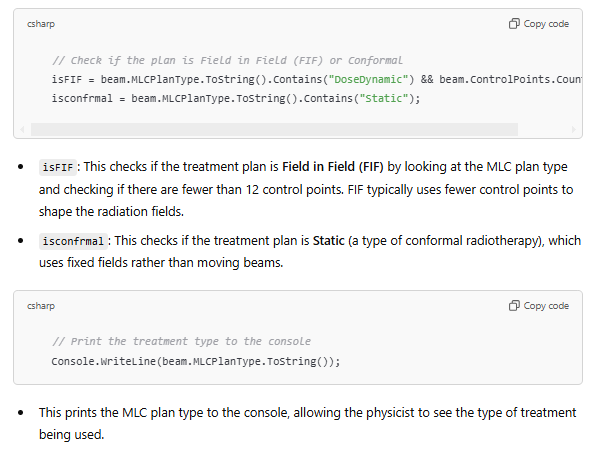 csharp
Copy code
// Check if the plan is Field in Field (FIF) or Conformal
isFIF = beam.MLCPlanType.ToString().Contains("DoseDynamic") && beam.ControlPoints.Coun
isconfrmal = beam.MLCPlanType.ToString().Contains("Static");
isFIF: This checks if the treatment plan is Field in Field (FIF) by looking at the MLC plan type
and checking if there are fewer than 12 control points. FIF typically uses fewer control points to
shape the radiation fields.
isconfrmal: This checks if the treatment plan is Static (a type of conformal radiotherapy), which
uses fixed fields rather than moving beams.
csharp
Copy code
// Print the treatment type to the console
Console.WriteLine(beam.MLCPlanType.ToString());
This prints the MLC plan type to the console, allowing the physicist to see the type of treatment
being used.